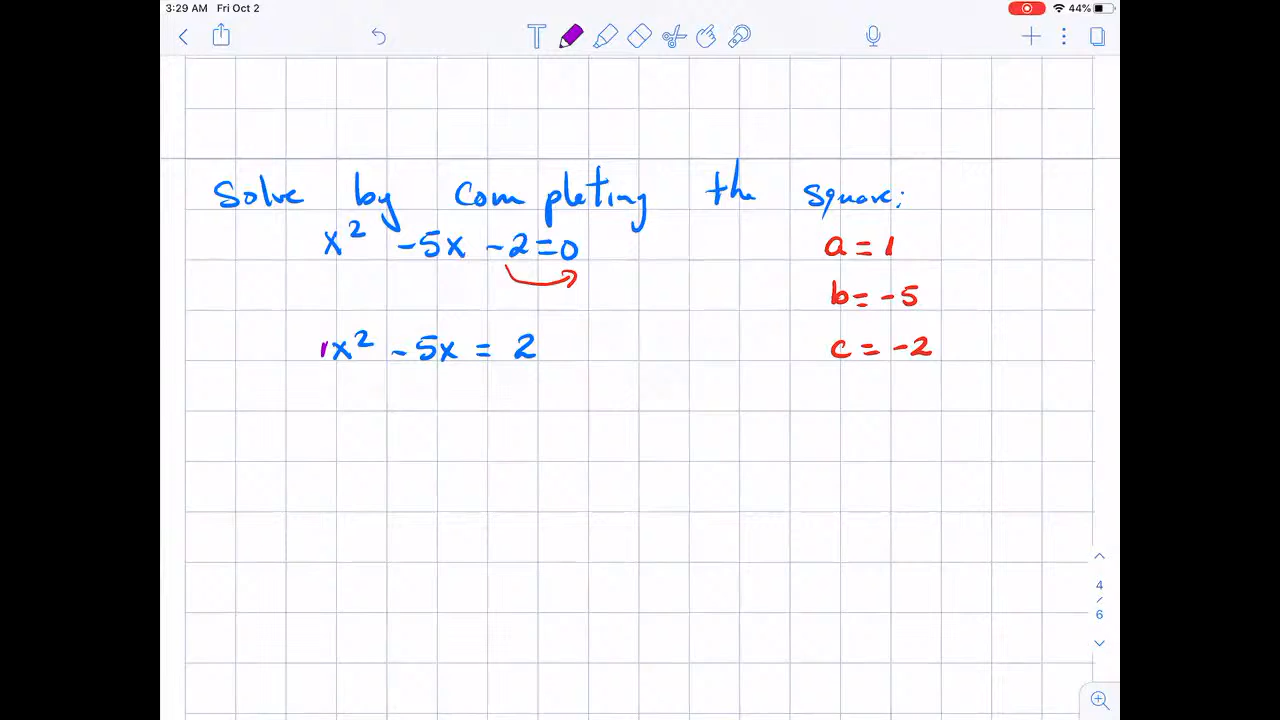 3:29 AM Fri Oct 2
44%
T
Solve by completing the square:
x² -5x -2=0
a = 1
b = -5
1x² -5x = 2
c = -2
4
6